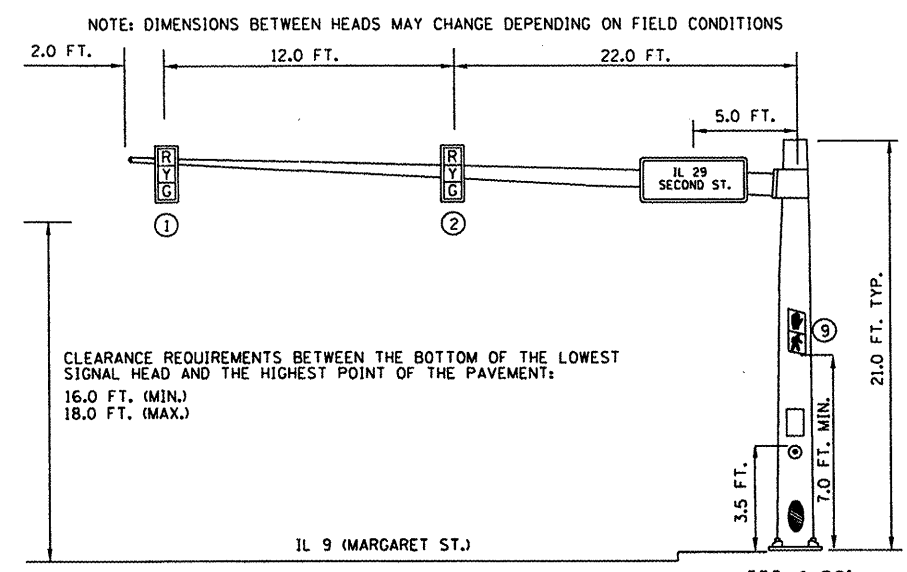 NOTE: DIMENSIONS BETWEEN HEADS MAY CHANGE DEPENDING ON FIELD CONDITIONS
2.0 FT.
12.0 FT.
22.0 FT.
5.0 FT.
R
Y
G
1
R
Y
G
2
IL 29
SECOND ST.
9
21.0 FT. TYP.
CLEARANCE REQUIREMENTS BETWEEN THE BOTTOM OF THE LOWEST
SIGNAL HEAD AND THE HIGHEST POINT OF THE PAVEMENT:
16.0 FT. (MIN.)
18.0 FT. (MAX.)
7.0 FT. MIN.
3.5 FT.
IL 9 (MARGARET ST.)